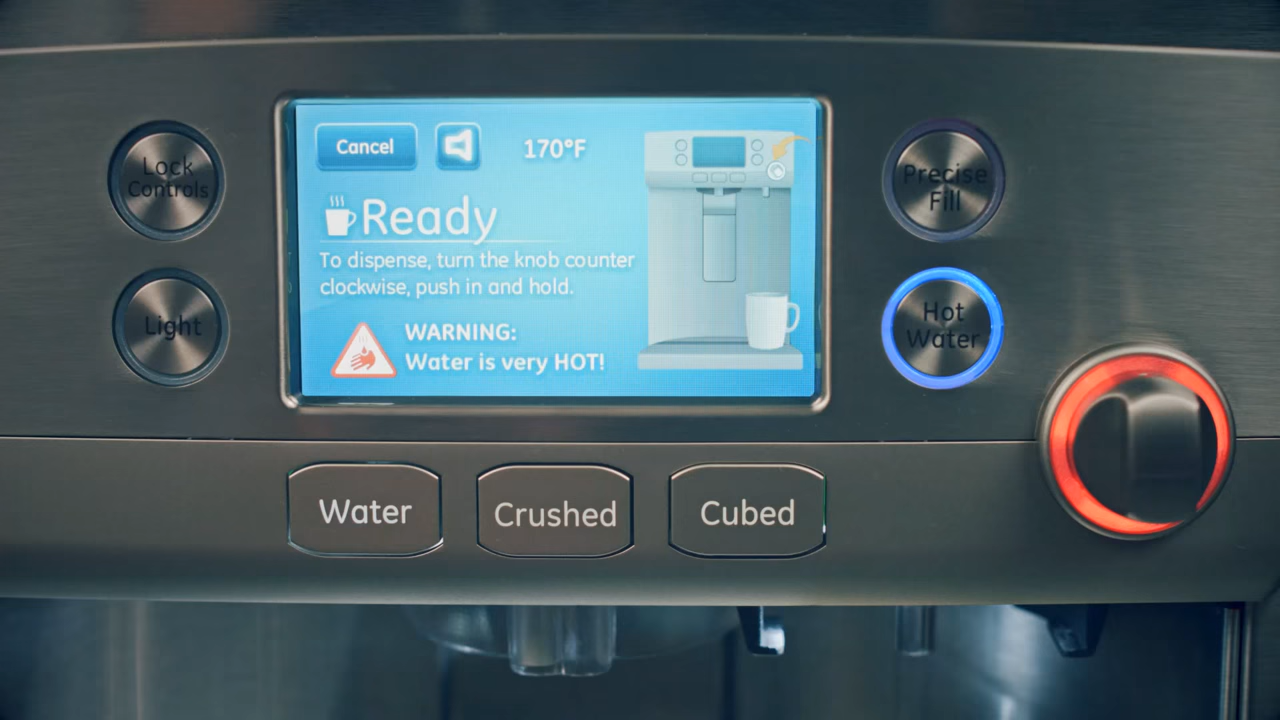 Lock
Controls
Light
Cancel
170°F
Ready
To dispense, turn the knob counter
clockwise, push in and hold.
WARNING:
Water is very HOT!
Precise
Fill
Hot
Water
Water
Crushed
Cubed